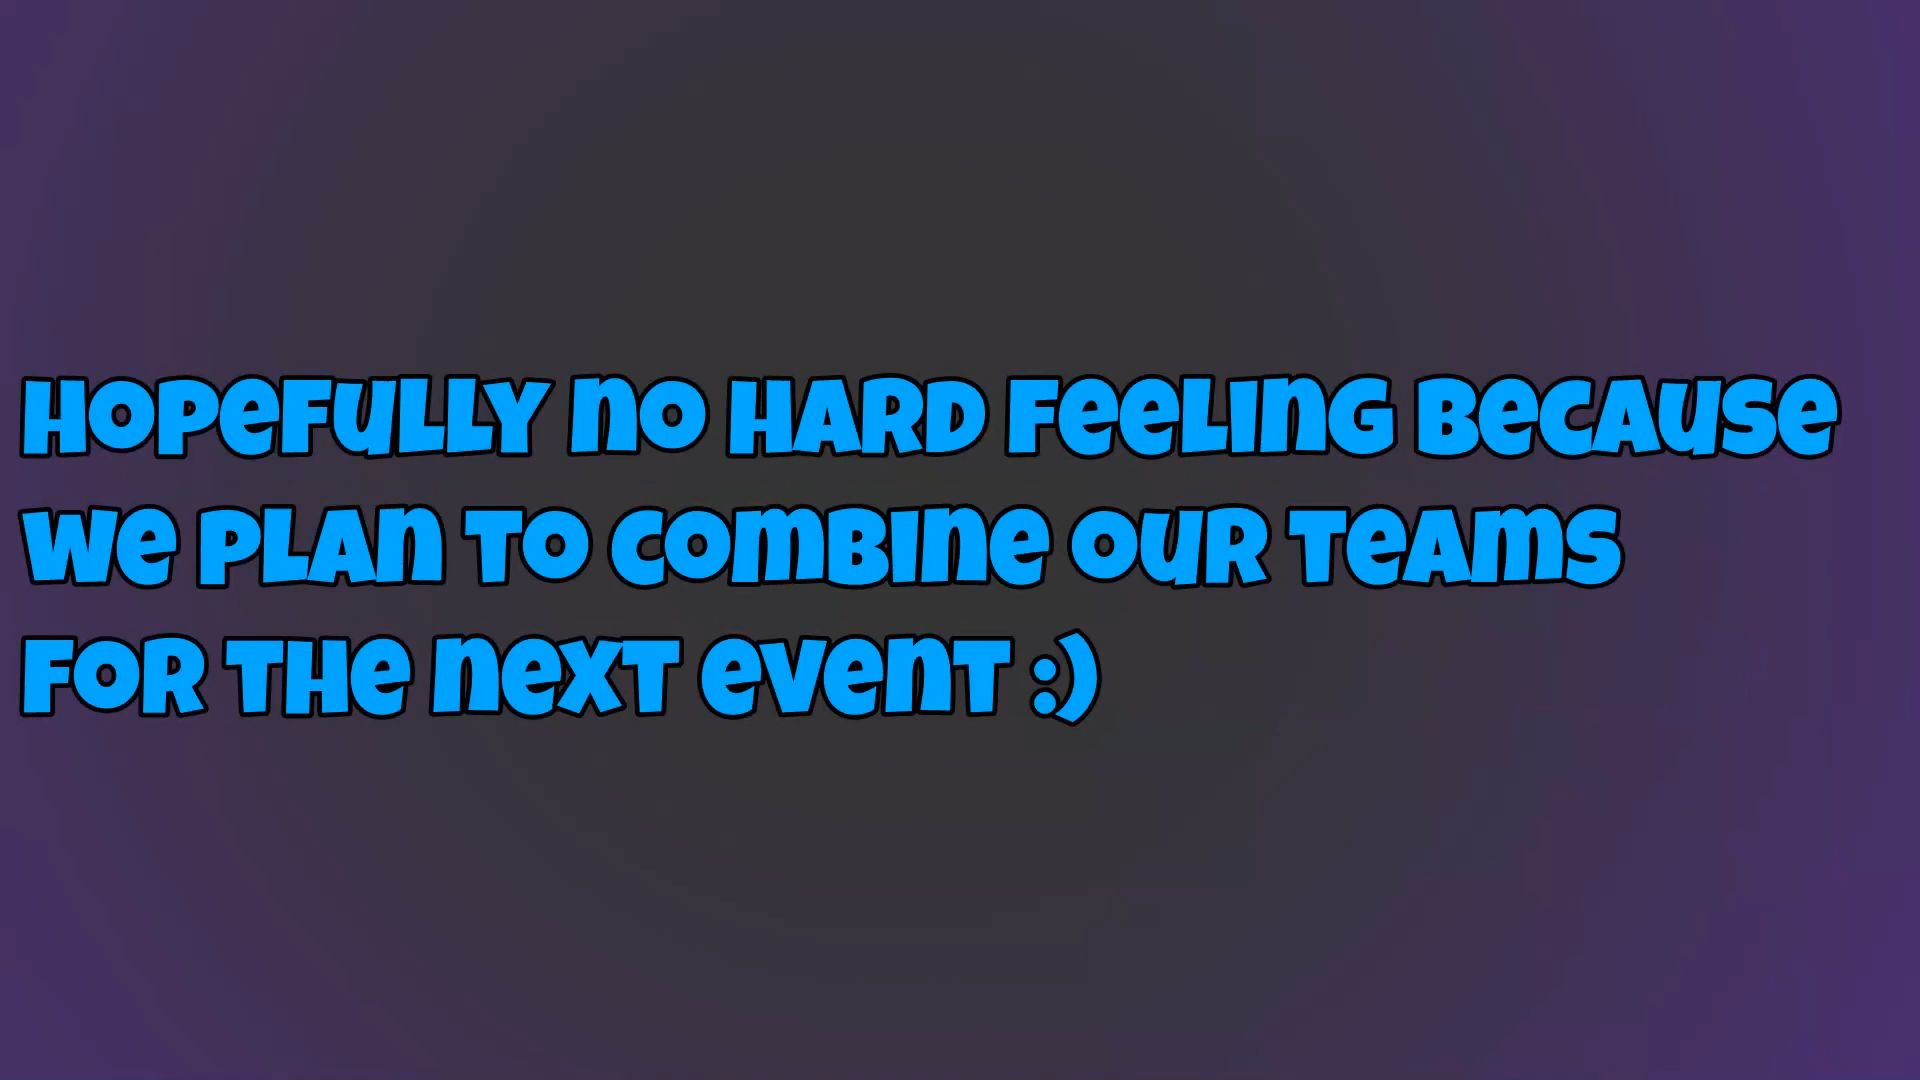 Hopefully no hard feeling because
we plan to combine our teams
for the next event :)